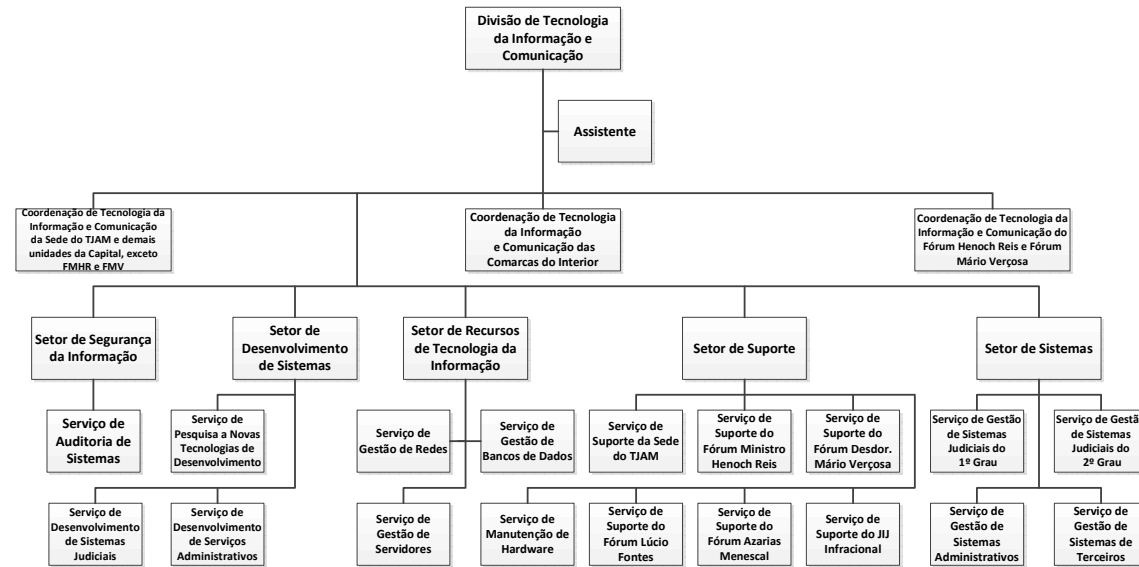 Divisão de Tecnologia
da Informação e
Comunicação
Assistente
Coordenação de Tecnologia da
Informação e Comunicação
da Sede do TJAM e demais
unidades da Capital, exceto
FMHR e FMV
Coordenação de Tecnologia
da Informação
e Comunicação das
Comarcas do Interior
Coordenação de Tecnologia da
Informação e Comunicação do
Fórum Henoch Reis e Fórum
Mário Verçosa
Setor de Segurança
da Informação
Setor de
Desenvolvimento
de Sistemas
Setor de Recursos
de Tecnologia da
Informação
Setor de Suporte
Setor de Sistemas
Serviço de
Auditoria de
Sistemas
Serviço de
Pesquisa a Novas
Tecnologias de
Desenvolvimento
Serviço de
Gestão de Redes
Serviço de
Gestão de
Bancos de Dados
Serviço de
Suporte da Sede
do TJAM
Serviço de
Suporte do
Fórum Ministro
Henoch Reis
Serviço de
Suporte do
Fórum Desdor.
Mário Verçosa
Serviço de Gestão
de Sistemas
Judiciais do
1º Grau
Serviço de Gestão
de Sistemas
Judiciais do
2º Grau
Serviço de
Desenvolvimento
de Sistemas
Judiciais
Serviço de
Desenvolvimento
de Serviços
Administrativos
Serviço de
Gestão de
Servidores
Serviço de
Manutenção de
Hardware
Serviço de
Suporte do
Fórum Lúcio
Fontes
Serviço de
Suporte do
Fórum Azarias
Menescal
Serviço de
Suporte do JIJ
Infracional
Serviço de
Gestão de
Sistemas
Administrativos
Serviço de
Gestão de
Sistemas de
Terceiros